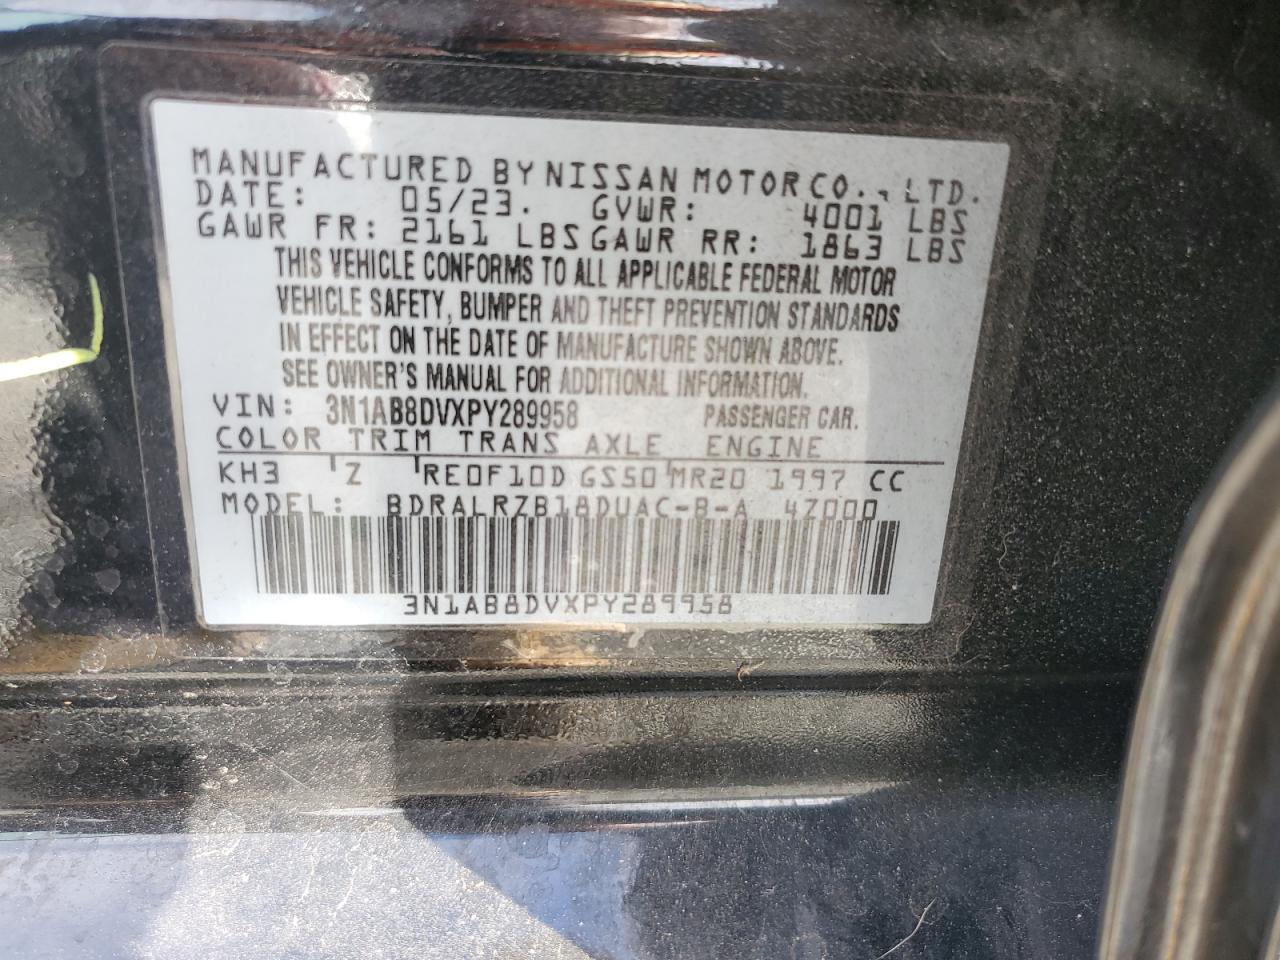 MANUFACTURED BY NISSAN MOTOR CO., LTD.
DATE: 05/23. GVWR: 4001 LBS
GAWR FR: 2161 LBS GAWR RR: 1863 LBS
THIS VEHICLE CONFORMS TO ALL APPLICABLE FEDERAL MOTOR
VEHICLE SAFETY, BUMPER AND THEFT PREVENTION STANDARDS
IN EFFECT ON THE DATE OF MANUFACTURE SHOWN ABOVE.
SEE OWNER'S MANUAL FOR ADDITIONAL INFORMATION.
VIN: 3N1AB8DVXPY289958 PASSENGER CAR.
COLOR TRIM TRANS AXLE ENGINE
KH3 Z RE0F10D GS50 MR20 1997 CC
MODEL: BDRALRZB18DUAC-B-A 47000
3N1AB8DVXPY289958